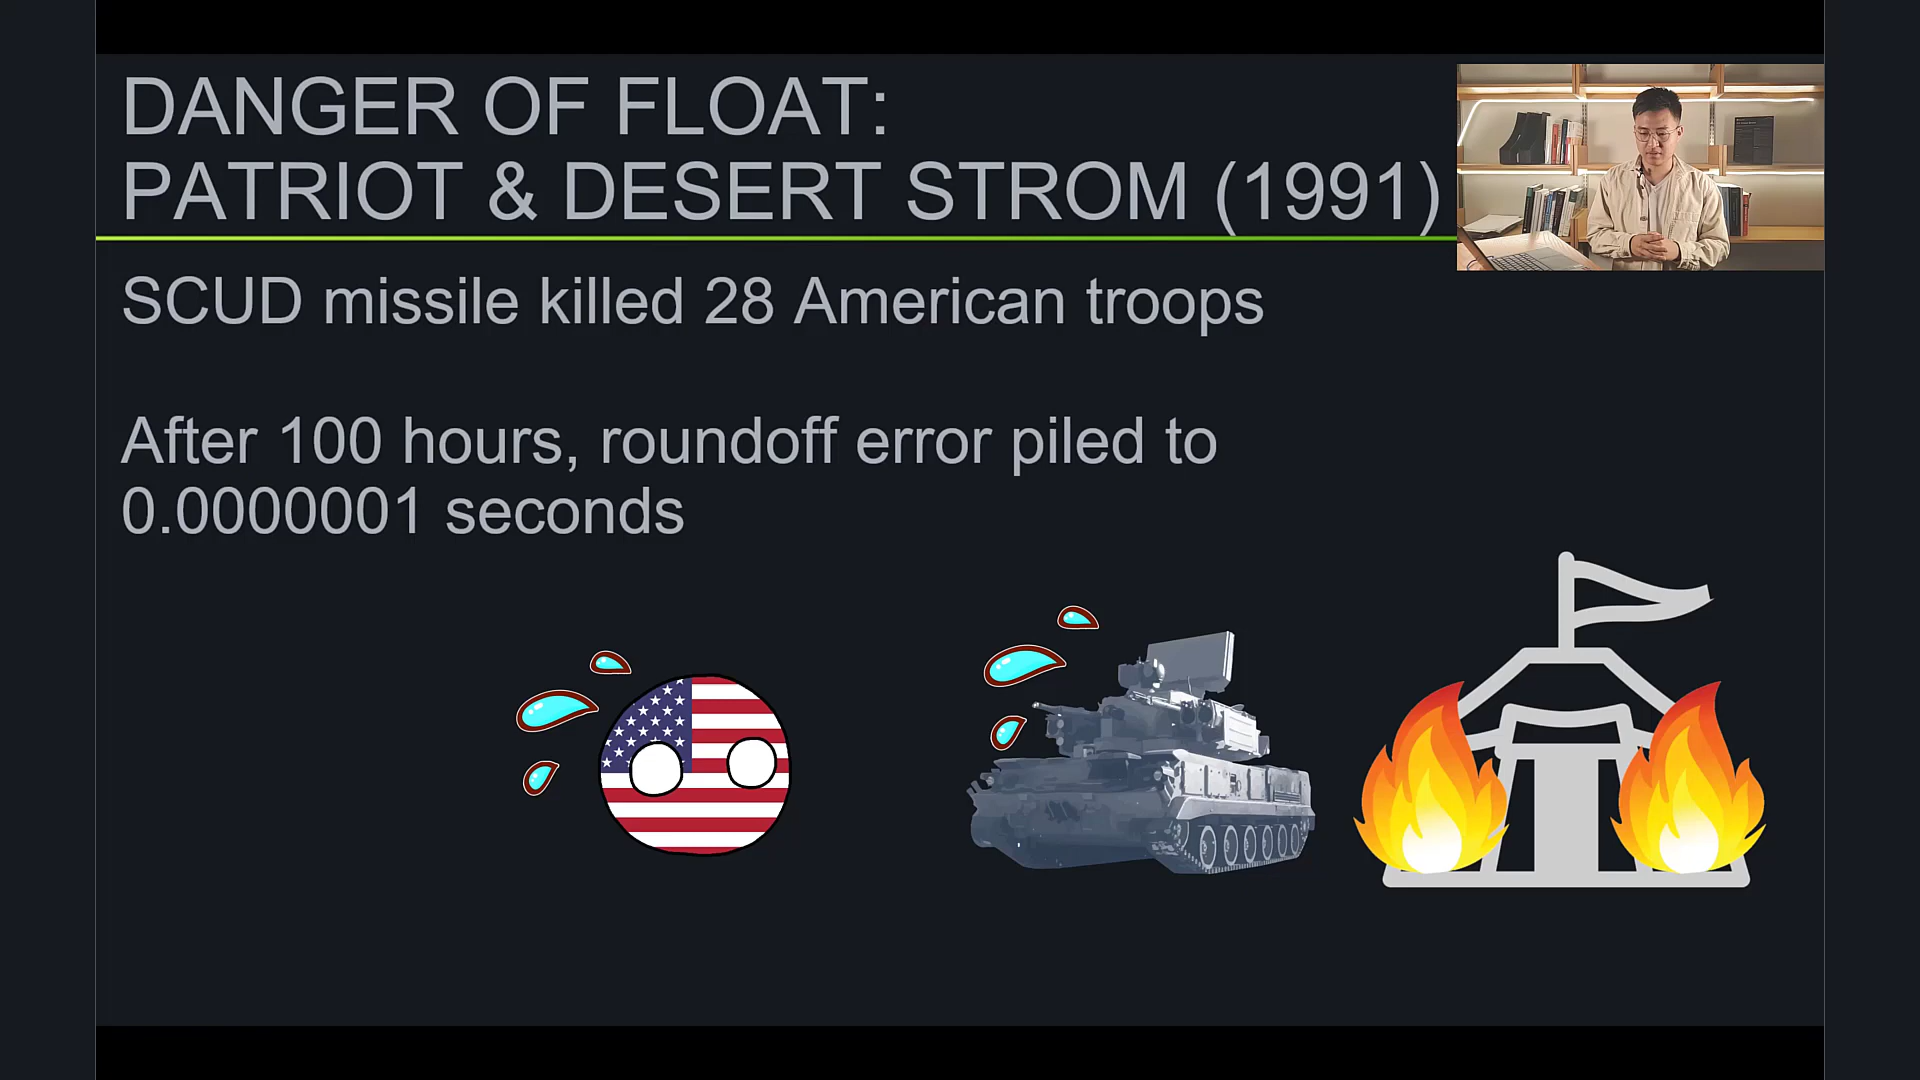 DANGER OF FLOAT:
PATRIOT & DESERT STROM (1991)
SCUD missile killed 28 American troops
After 100 hours, roundoff error piled to
0.0000001 seconds